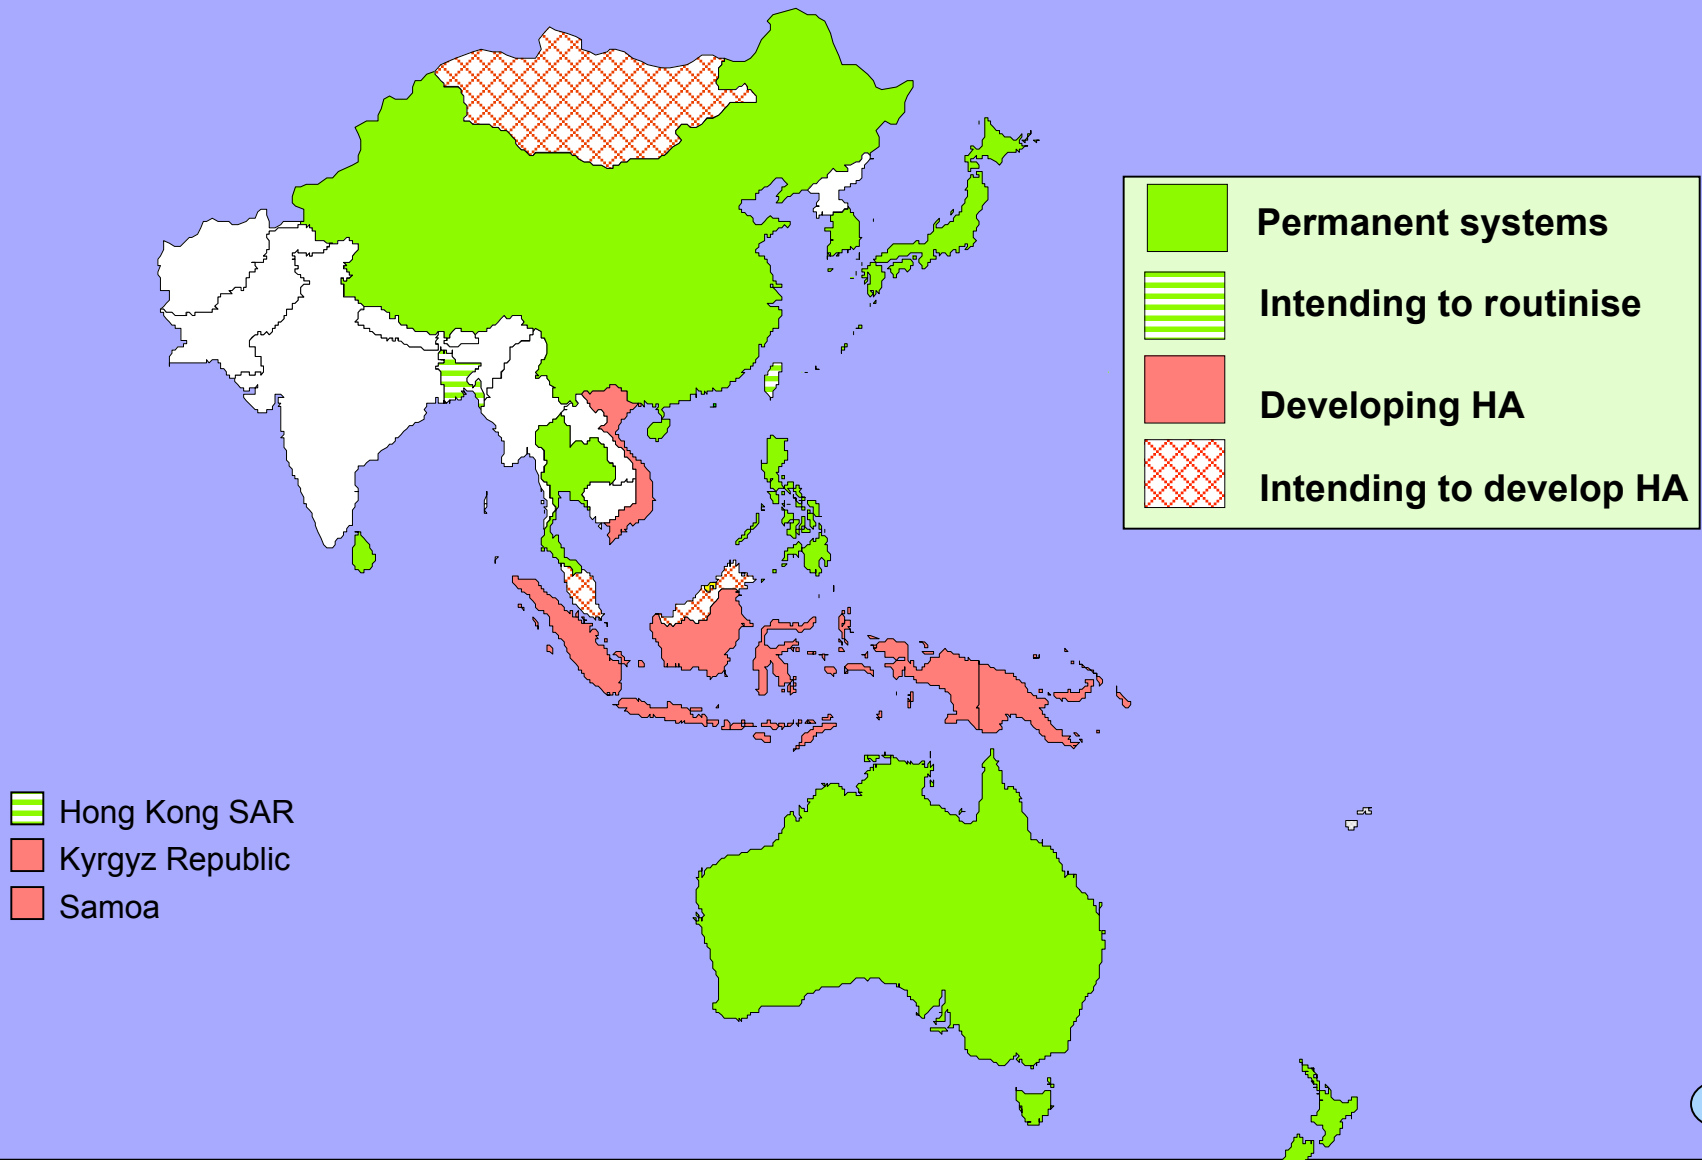 Permanent systems
Intending to routinise
Developing HA
Intending to develop HA
Hong Kong SAR
Kyrgyz Republic
Samoa